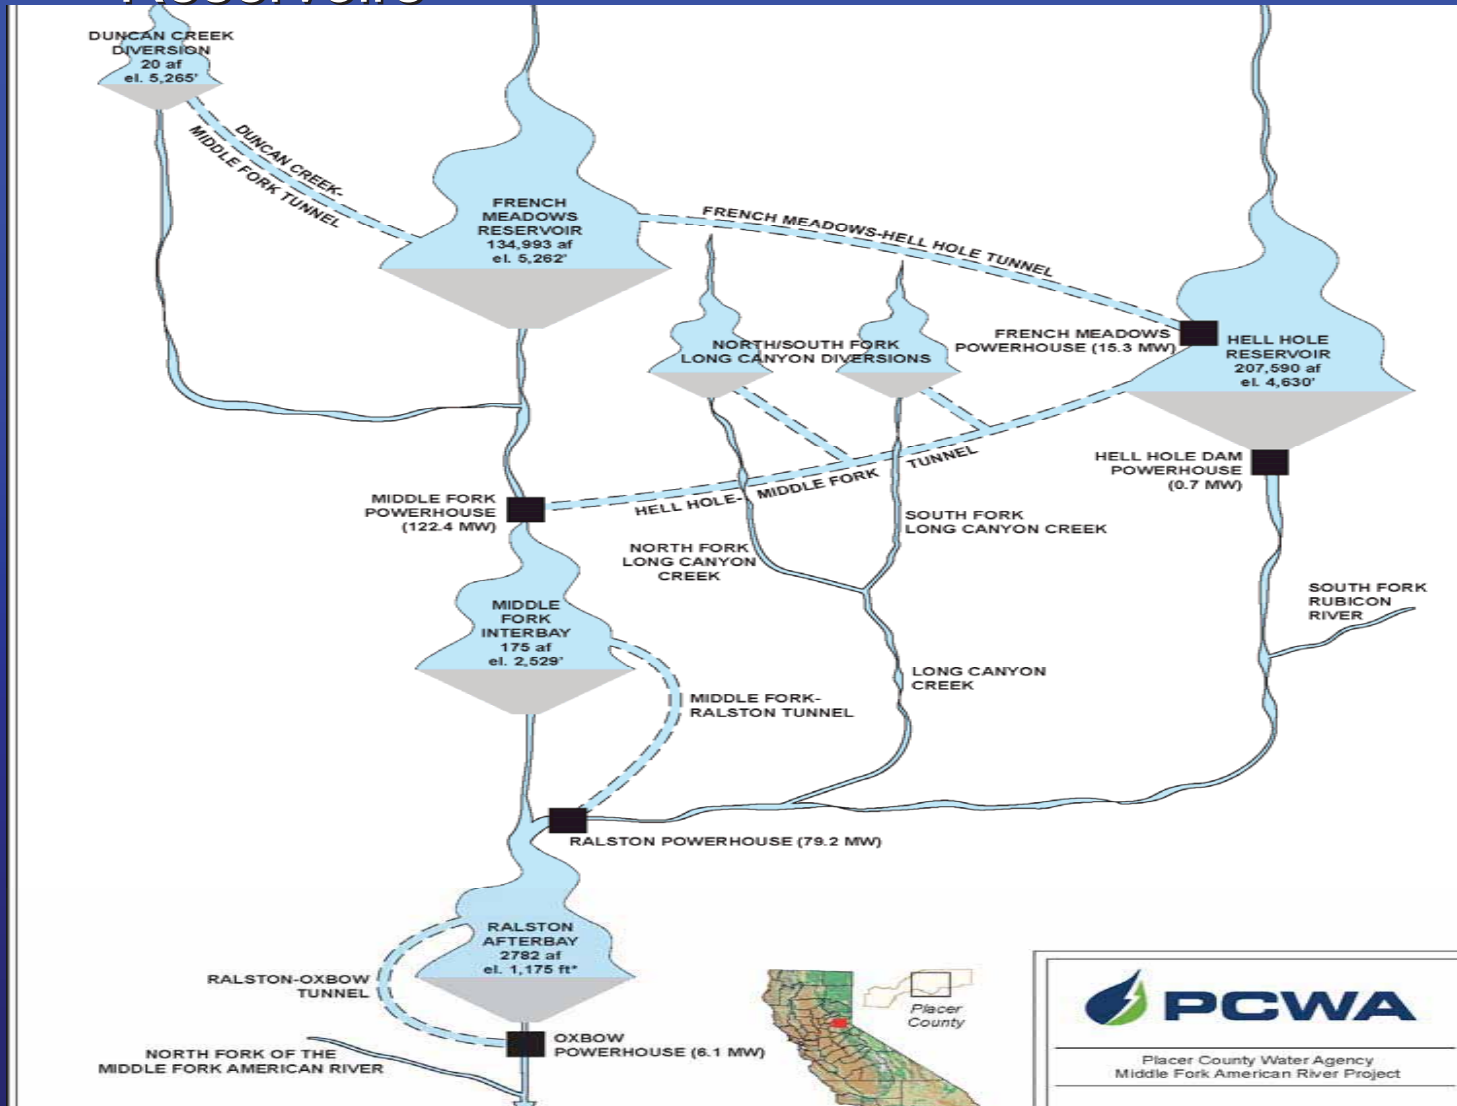 Reservoirs
DUNCAN CREEK
DIVERSION
20 af
el. 5,265'
DUNCAN CREEK-
MIDDLE FORK TUNNEL
FRENCH
MEADOWS
RESERVOIR
134,993 af
el. 5,262'
FRENCH MEADOWS-HELL HOLE TUNNEL
NORTH/SOUTH FORK
LONG CANYON DIVERSIONS
FRENCH MEADOWS
POWERHOUSE (15.3 MW)
HELL HOLE
RESERVOIR
207,590 af
el. 4,630'
HELL HOLE DAM
POWERHOUSE
(0.7 MW)
MIDDLE FORK
POWERHOUSE
(122.4 MW)
HELL HOLE- MIDDLE FORK TUNNEL
SOUTH FORK
LONG CANYON CREEK
NORTH FORK
LONG CANYON
CREEK
SOUTH FORK
RUBICON
RIVER
MIDDLE
FORK
INTERBAY
175 af
el. 2,529'
LONG CANYON
CREEK
MIDDLE FORK-
RALSTON TUNNEL
RALSTON POWERHOUSE (79.2 MW)
RALSTON
AFTERBAY
2782 af
el. 1,175 ft*
RALSTON-OXBOW
TUNNEL
OXBOW
POWERHOUSE (6.1 MW)
NORTH FORK OF THE
MIDDLE FORK AMERICAN RIVER
Placer
County
PCWA
Placer County Water Agency
Middle Fork American River Project